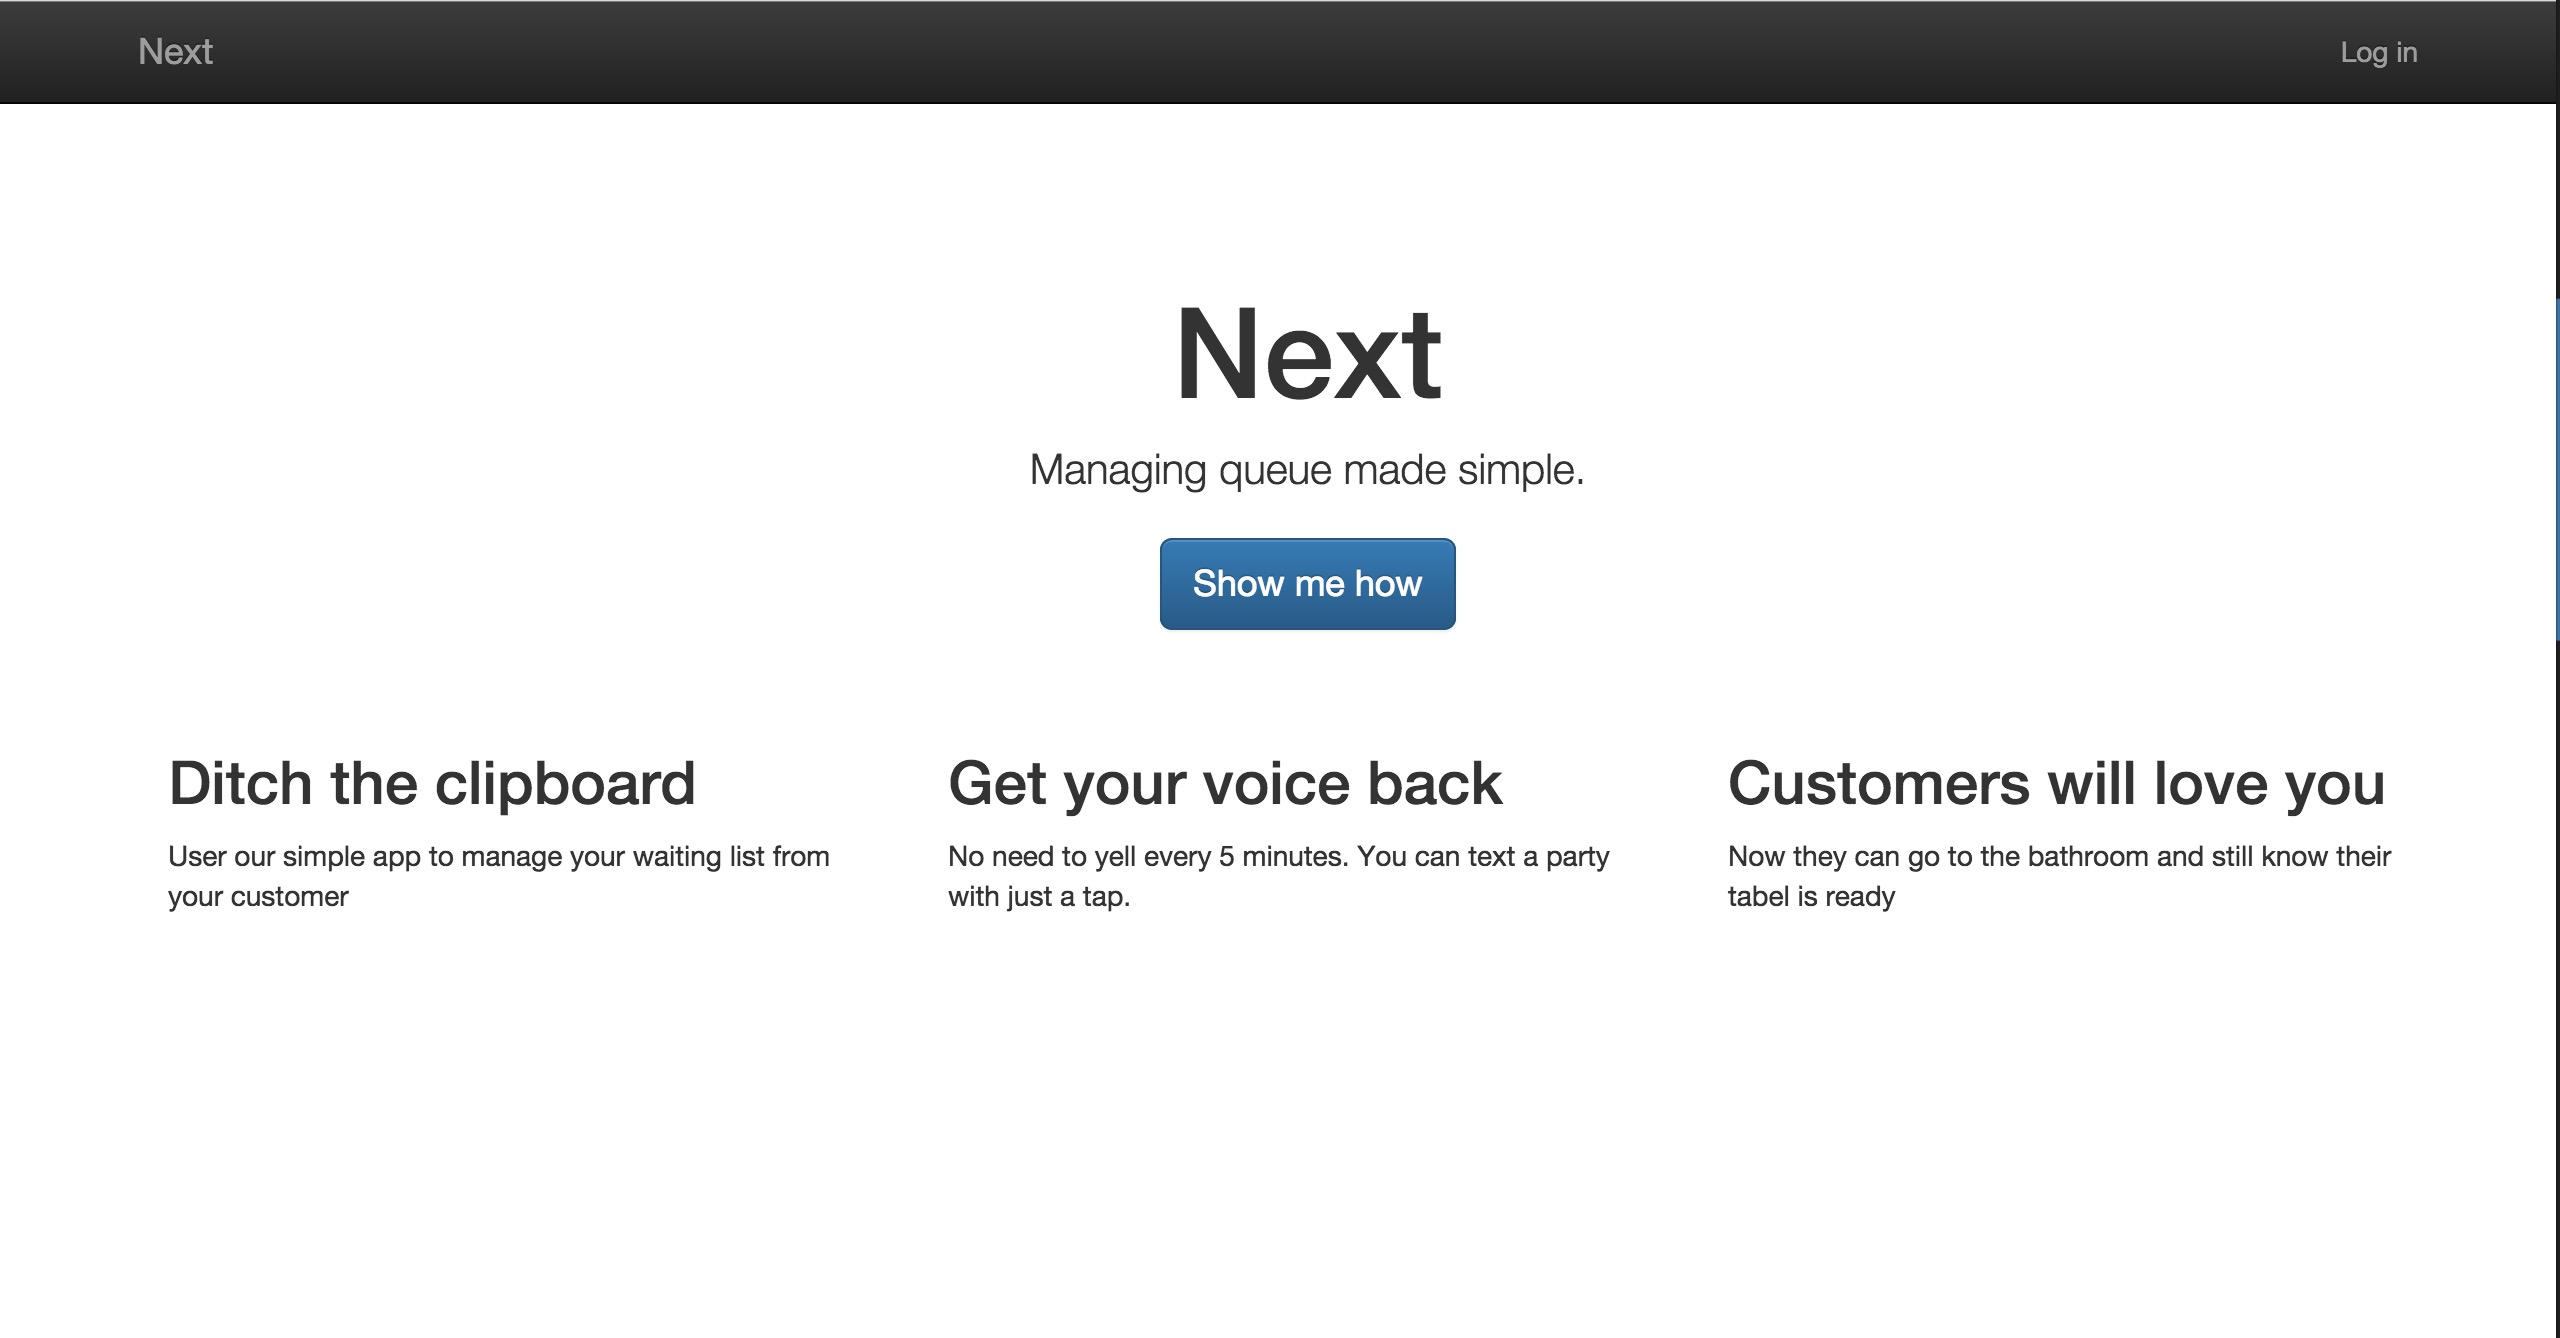 Next
Log in
Next
Managing queue made simple.
Show me how
Ditch the clipboard
User our simple app to manage your waiting list from
your customer
Get your voice back
No need to yell every 5 minutes. You can text a party
with just a tap.
Customers will love you
Now they can go to the bathroom and still know their
tabel is ready